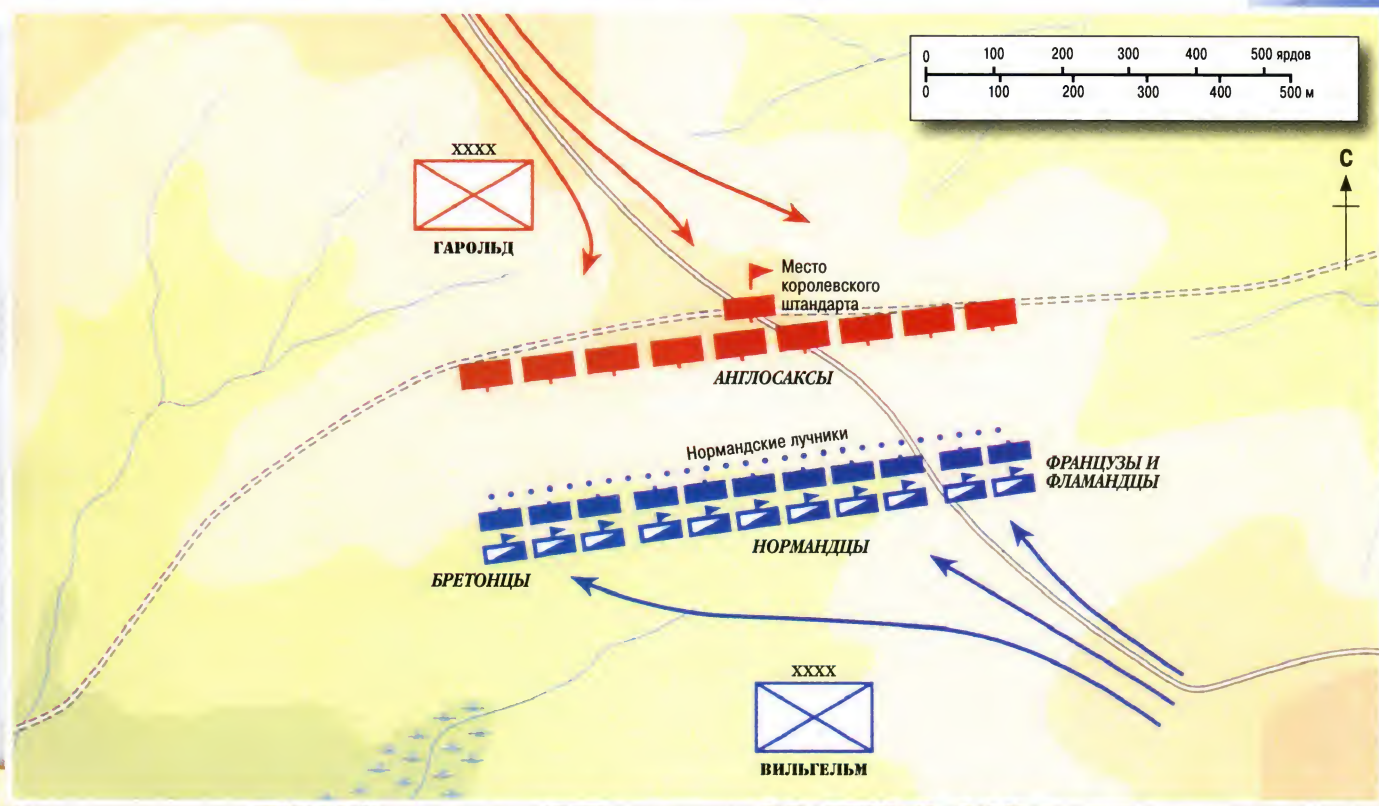 0 100 200 300 400 500 ярдов
0 100 200 300 400 500 м
С
XXXX
ГАРОЛЬД
Место
королевского
штандарта
АНГЛОСАКСЫ
Нормандские лучники
ФРАНЦУЗЫ И
ФЛАМАНДЦЫ
НОРМАНДЦЫ
БРЕТОНЦЫ
XXXX
ВИЛЬГЕЛЬМ